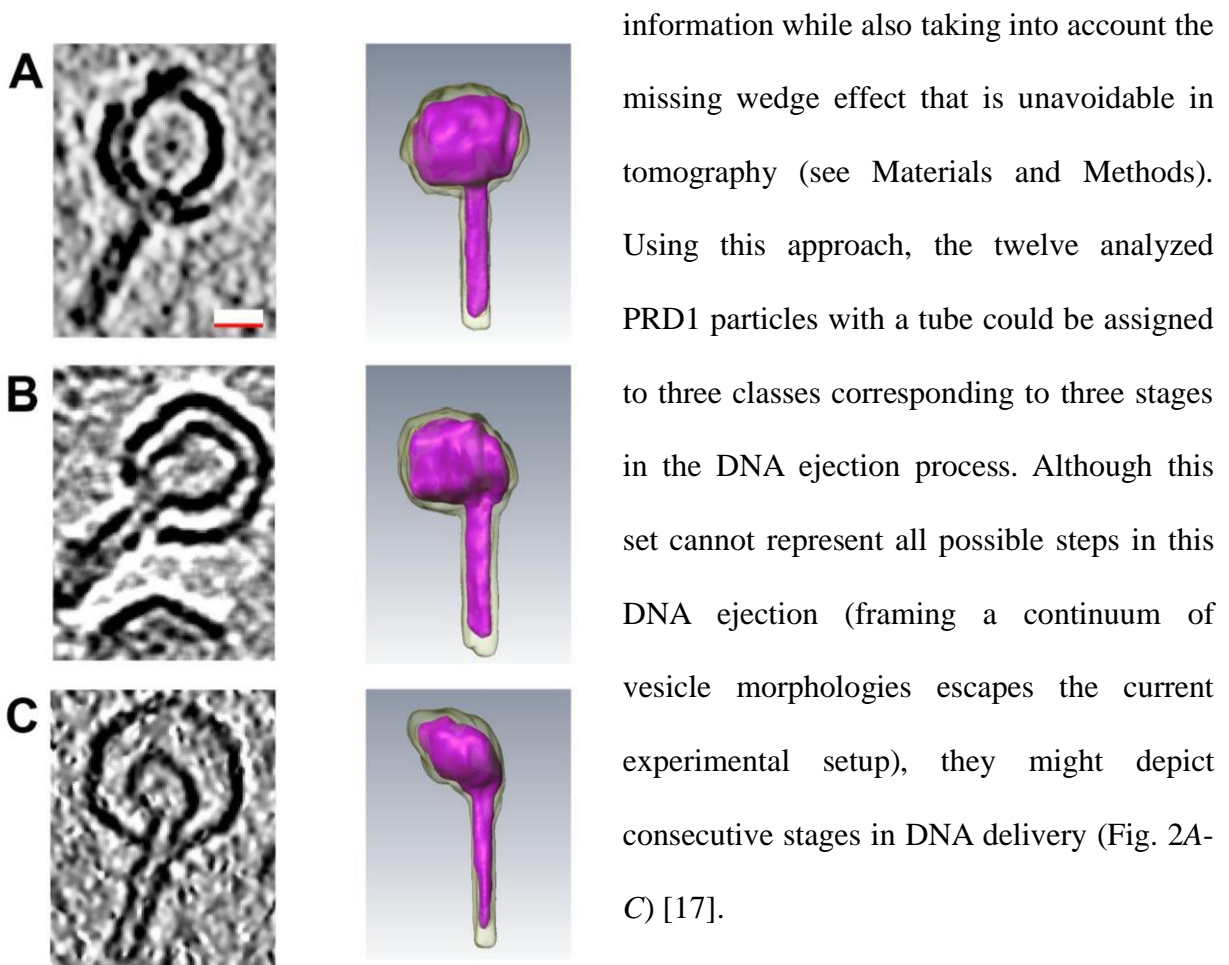 A
B
C
information while also taking into account the
missing wedge effect that is unavoidable in
tomography (see Materials and Methods).
Using this approach, the twelve analyzed
PRD1 particles with a tube could be assigned
to three classes corresponding to three stages
in the DNA ejection process. Although this
set cannot represent all possible steps in this
DNA ejection (framing a continuum of
vesicle morphologies escapes the current
experimental setup), they might depict
consecutive stages in DNA delivery (Fig. 2A-
C) [17].